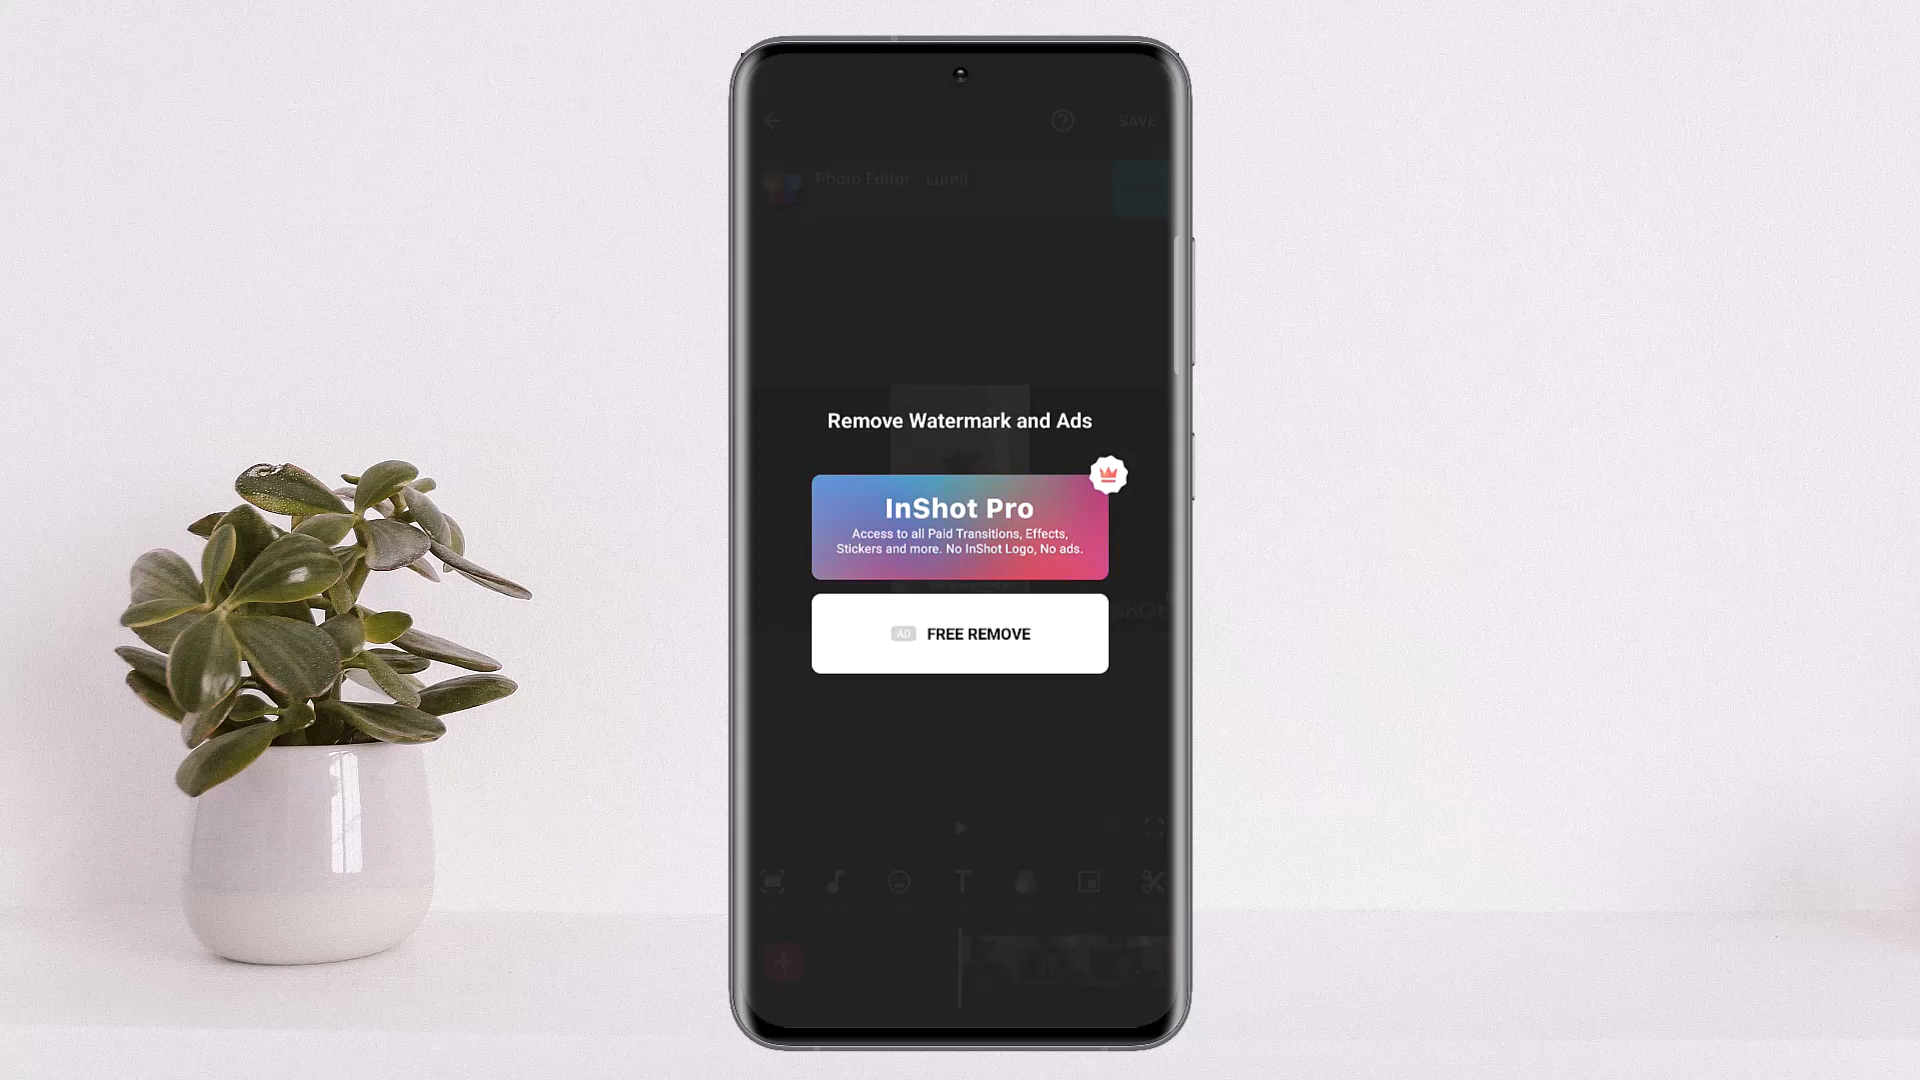 SAVE
Photo Editor - Lumii
Remove Watermark and Ads
InShot Pro
Access to all Paid Transitions, Effects,
Stickers and more. No InShot Logo, No ads.
AD FREE REMOVE